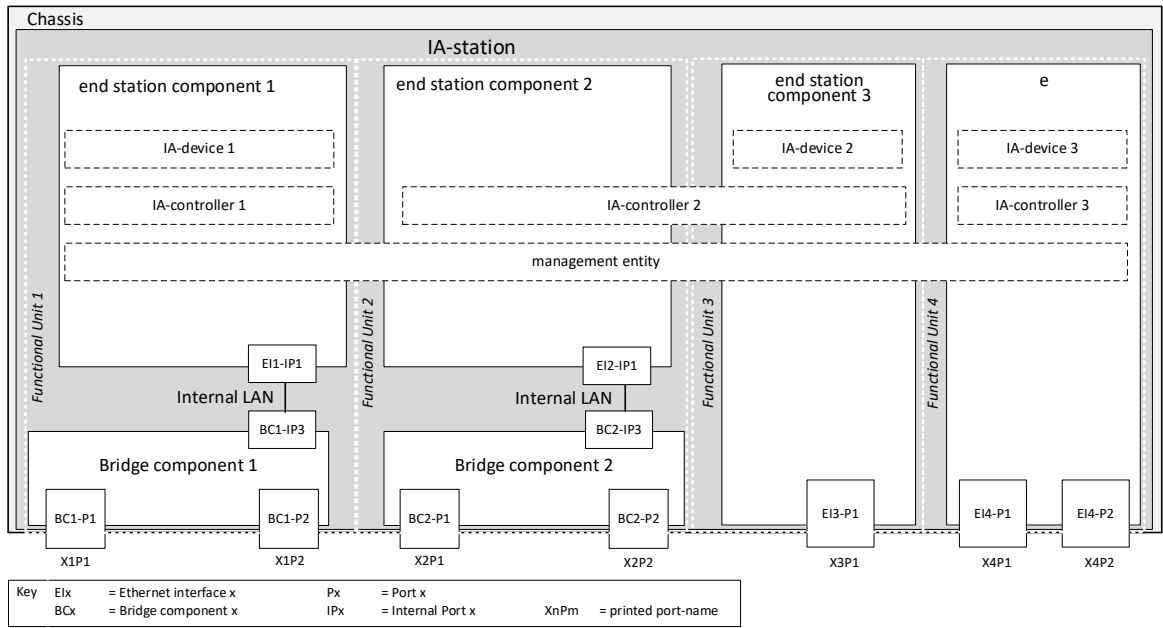 Chassis
IA-station
Functional Unit 1
end station component 1
IA-device 1
IA-controller 1
Functional Unit 2
end station component 2
IA-controller 2
Functional Unit 3
end station
component 3
IA-device 2
Functional Unit 4
e
IA-device 3
IA-controller 3
management entity
EI1-IP1
Internal LAN
BC1-IP3
Bridge component 1
BC1-P1
BC1-P2
EI2-IP1
Internal LAN
BC2-IP3
Bridge component 2
BC2-P1
BC2-P2
EI3-P1
EI4-P1
EI4-P2
X1P1
X1P2
X2P1
X2P2
X3P1
X4P1
X4P2
Key EIx = Ethernet interface x Px = Port x
BCx = Bridge component x IPx = Internal Port x XnPm = printed port-name